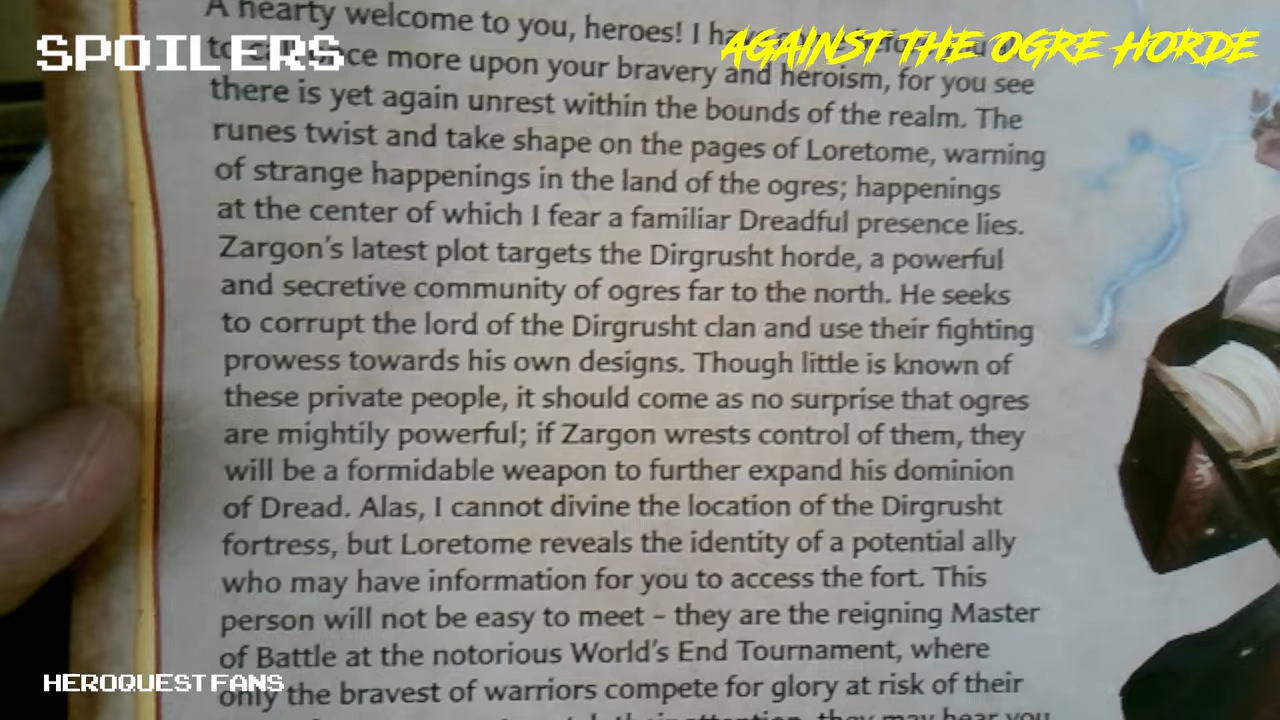 A hearty welcome to you, heroes! I
SPOILERS
AGAINST THE OGRE HORDE
more upon your bravery and heroism, for you see
there is yet again unrest within the bounds of the realm. The
runes twist and take shape on the pages of Loretome, warning
of strange happenings in the land of the ogres; happenings
at the center of which I fear a familiar Dreadful presence lies.
Zargon's latest plot targets the Dirgrusht horde, a powerful
and secretive community of ogres far to the north. He seeks
to corrupt the lord of the Dirgrusht clan and use their fighting
prowess towards his own designs. Though little is known of
these private people, it should come as no surprise that ogres
are mightily powerful; if Zargon wrests control of them, they
will be a formidable weapon to further expand his dominion
of Dread. Alas, I cannot divine the location of the Dirgrusht
fortress, but Loretome reveals the identity of a potential ally
who may have information for you to access the fort. This
person will not be easy to meet – they are the reigning Master
of Battle at the notorious World's End Tournament, where
HEROQUEST FANS
only the bravest of warriors compete for glory at risk of their
they may hear you